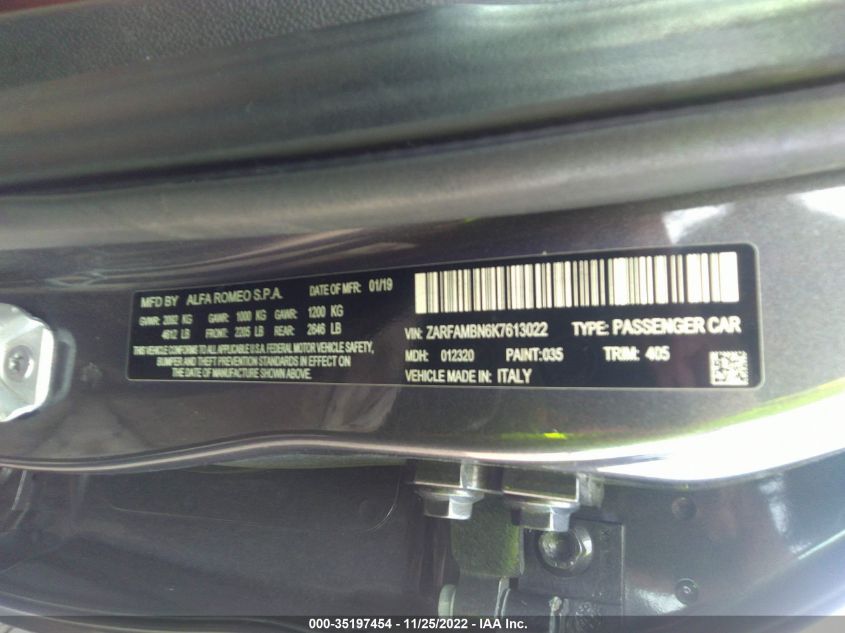 MFD BY ALFA ROMEO S.P.A. DATE OF MFR: 01/19
GVWR: 2092 KG GAWR: 1000 KG GAWR: 1200 KG
4612 LB FRONT: 2205 LB REAR: 2646 LB
THIS VEHICLE CONFORMS TO ALL APPLICABLE U.S.A. FEDERAL MOTOR VEHICLE SAFETY,
BUMPER AND THEFT PREVENTION STANDARDS IN EFFECT ON
THE DATE OF MANUFACTURE SHOWN ABOVE.
VIN: ZARFAMBN6K7613022 TYPE: PASSENGER CAR
MDH: 012320 PAINT:035 TRIM: 405
VEHICLE MADE IN: ITALY
000-35197454 - 11/25/2022 - IAA Inc.